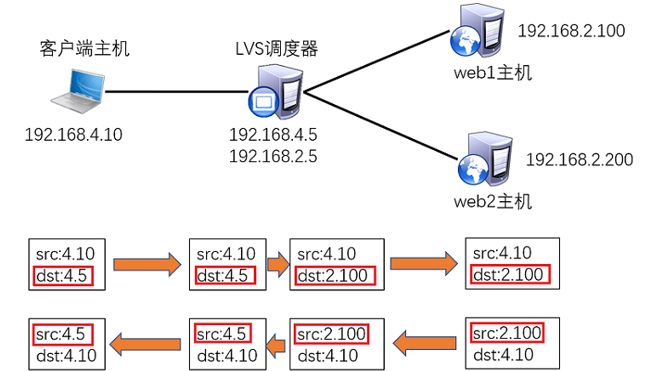 客户端主机
LVS调度器
192.168.2.100
web1主机
192.168.4.10
192.168.4.5
192.168.2.5
192.168.2.200
web2主机
src:4.10
dst:4.5
src:4.10
dst:4.5
src:4.10
dst:2.100
src:4.10
dst:2.100
src:4.5
dst:4.10
src:4.5
dst:4.10
src:2.100
dst:4.10
src:2.100
dst:4.10